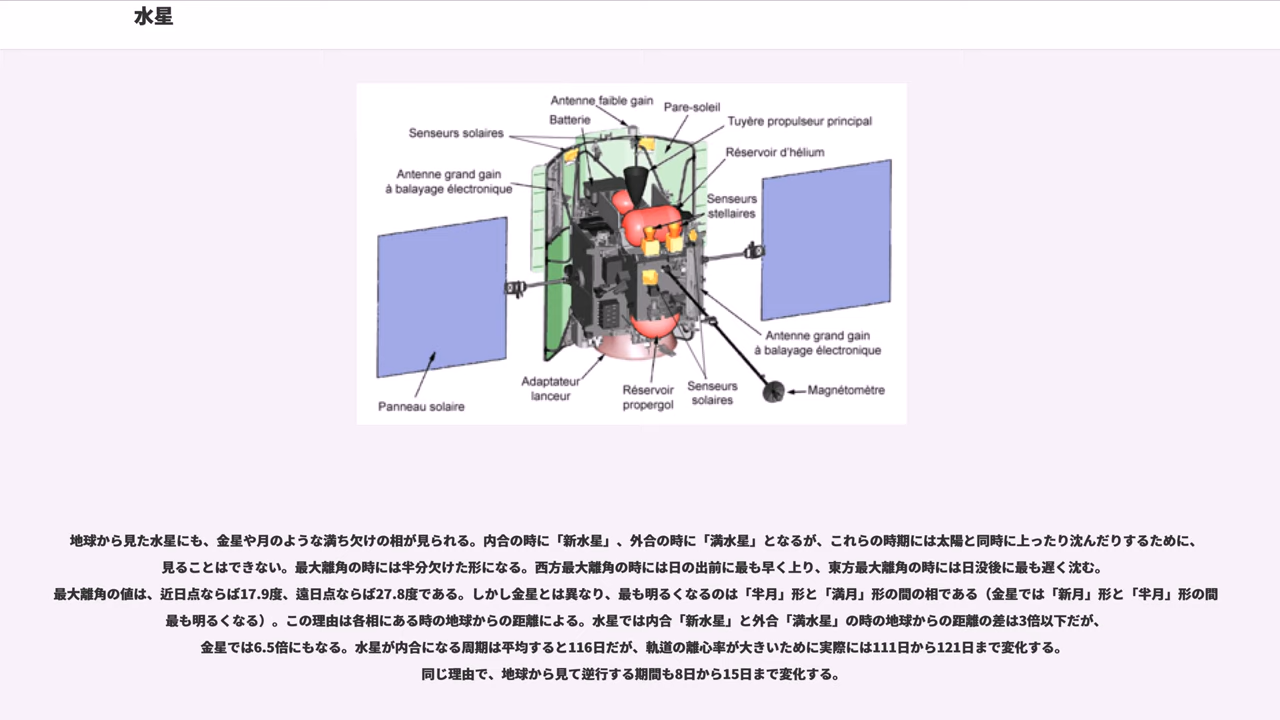 水星
Antenne faible gain
Pare-soleil
Batterie
Tuyère propulseur principal
Senseurs solaires
Réservoir d'hélium
Antenne grand gain
à balayage électronique
Senseurs
stellaires
Antenne grand gain
à balayage électronique
Adaptateur
lanceur
Réservoir
propergol
Senseurs
solaires
Magnétomètre
Panneau solaire
地球から見た水星にも、金星や月のような満ち欠けの相が見られる。内合の時に「新水星」、外合の時に「満水星」となるが、これらの時期には太陽と同時に上ったり沈んだりするために、
見ることはできない。最大離角の時には半分欠けた形になる。西方最大離角の時には日の出前に最も早く上り、東方最大離角の時には日没後に最も遅く沈む。
最大離角の値は、近日点ならば17.9度、遠日点ならば27.8度である。しかし金星とは異なり、最も明るくなるのは「半月」形と「満月」形の間の相である（金星では「新月」形と「半月」形の間
最も明るくなる）。この理由は各相にある時の地球からの距離による。水星では内合「新水星」と外合「満水星」の時の地球からの距離の差は3倍以下だが、
金星では6.5倍にもなる。水星が内合になる周期は平均すると116日だが、軌道の離心率が大きいために実際には111日から121日まで変化する。
同じ理由で、地球から見て逆行する期間も8日から15日まで変化する。